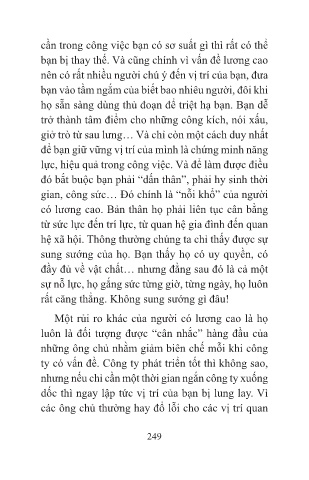 cần trong công việc bạn có sơ suất gì thì rất có thể
bạn bị thay thế. Và cũng chính vì vấn đề lương cao
nên có rất nhiều người chú ý đến vị trí của bạn, đưa
bạn vào tầm ngắm của biết bao nhiêu người, đôi khi
họ sẵn sàng dùng thủ đoạn để triệt hạ bạn. Bạn dễ
trở thành tâm điểm cho những công kích, nói xấu,
giở trò từ sau lưng… Và chỉ còn một cách duy nhất
để bạn giữ vững vị trí của mình là chứng minh năng
lực, hiệu quả trong công việc. Và để làm được điều
đó bắt buộc bạn phải “dấn thân”, phải hy sinh thời
gian, công sức… Đó chính là “nỗi khổ” của người
có lương cao. Bản thân họ phải liên tục cân bằng
từ sức lực đến trí lực, từ quan hệ gia đình đến quan
hệ xã hội. Thông thường chúng ta chỉ thấy được sự
sung sướng của họ. Bạn thấy họ có uy quyền, có
đầy đủ về vật chất… nhưng đằng sau đó là cả một
sự nỗ lực, họ gắng sức từng giờ, từng ngày, họ luôn
rất căng thẳng. Không sung sướng gì đâu!
Một rủi ro khác của người có lương cao là họ
luôn là đối tượng được “cân nhắc” hàng đầu của
những ông chủ nhằm giảm biên chế mỗi khi công
ty có vấn đề. Công ty phát triển tốt thì không sao,
nhưng nếu chỉ cần một thời gian ngắn công ty xuống
dốc thì ngay lập tức vị trí của bạn bị lung lay. Vì
các ông chủ thường hay đổ lỗi cho các vị trí quan
249